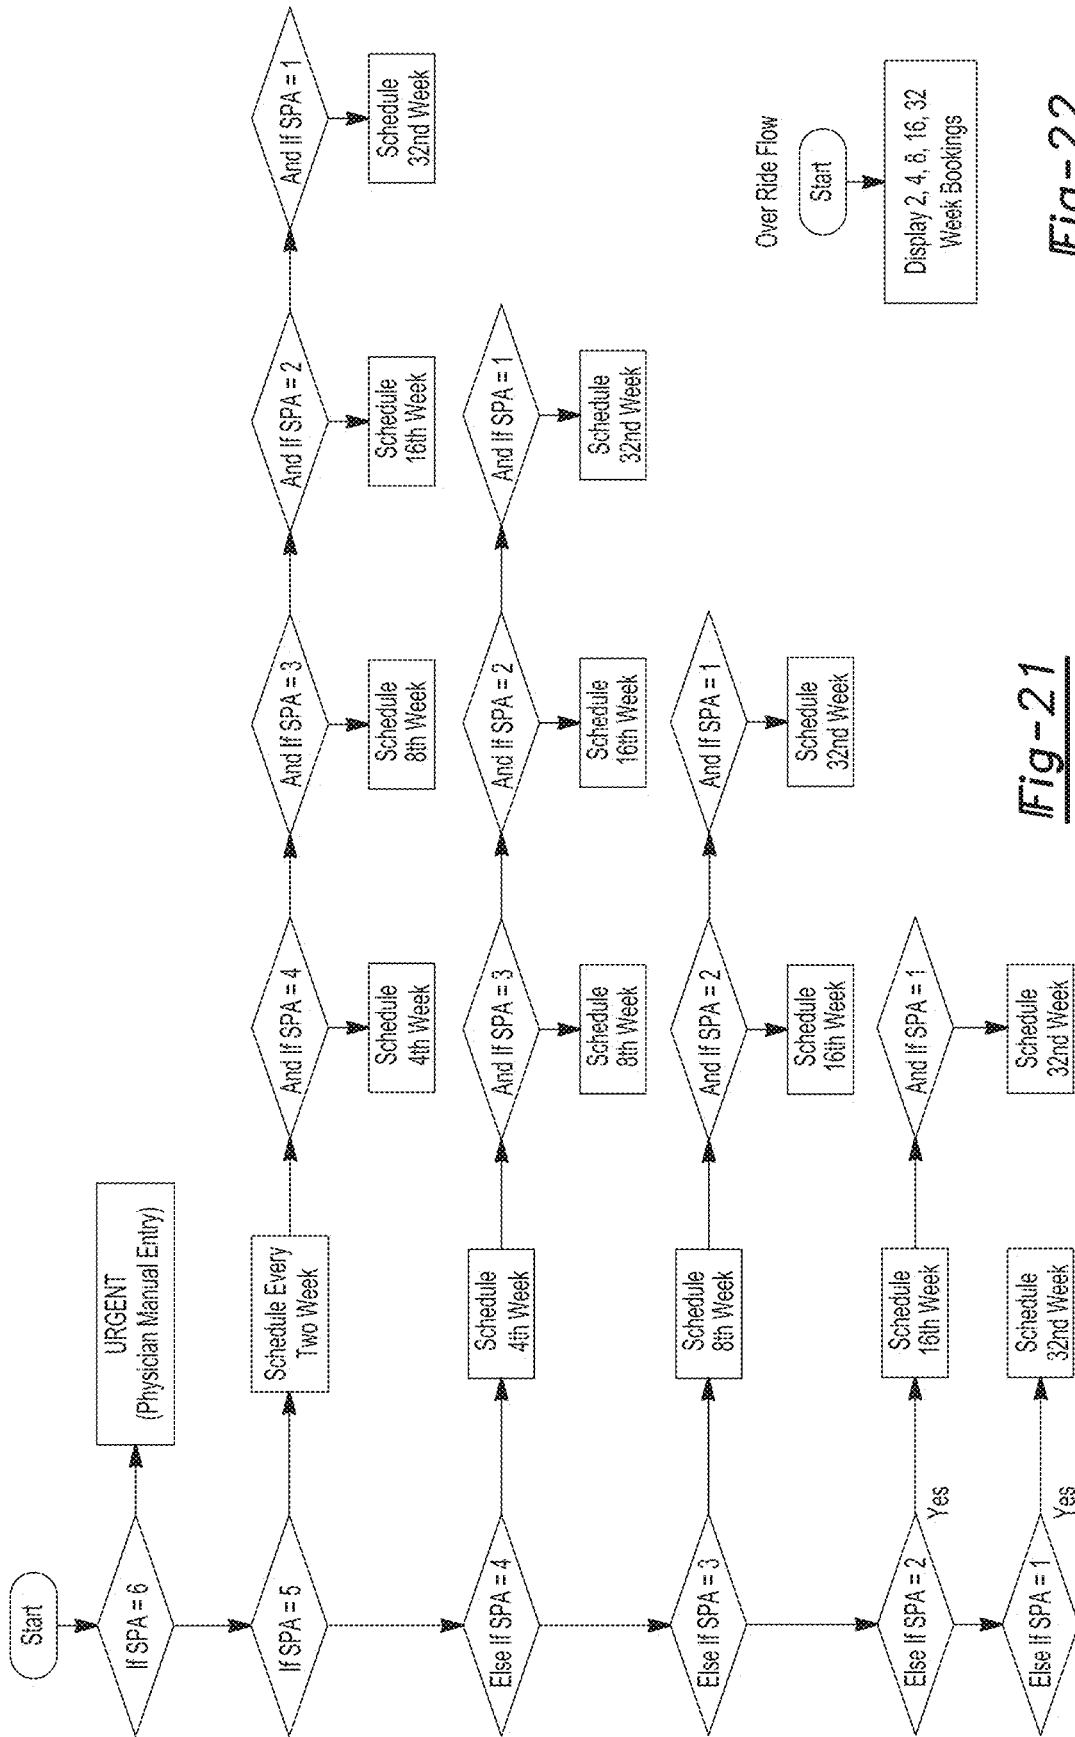 Start
If SPA = 6
URGENT
(Physician Manual Entry)
If SPA = 5
Schedule Every
Two Week
And If SPA = 4
Schedule
4th Week
And If SPA = 3
Schedule
8th Week
And If SPA = 2
Schedule
16th Week
And If SPA = 1
Schedule
32nd Week
Else If SPA = 4
Schedule
4th Week
And If SPA = 3
Schedule
8th Week
And If SPA = 2
Schedule
16th Week
And If SPA = 1
Schedule
32nd Week
Else If SPA = 3
Schedule
8th Week
And If SPA = 2
Schedule
16th Week
And If SPA = 1
Schedule
32nd Week
Else If SPA = 2
Yes
Schedule
16th Week
And If SPA = 1
Schedule
32nd Week
Else If SPA = 1
Yes
Schedule
32nd Week
Fig-21
Over Ride Flow
Start
Display 2, 4, 8, 16, 32
Week Bookings
Fig-22